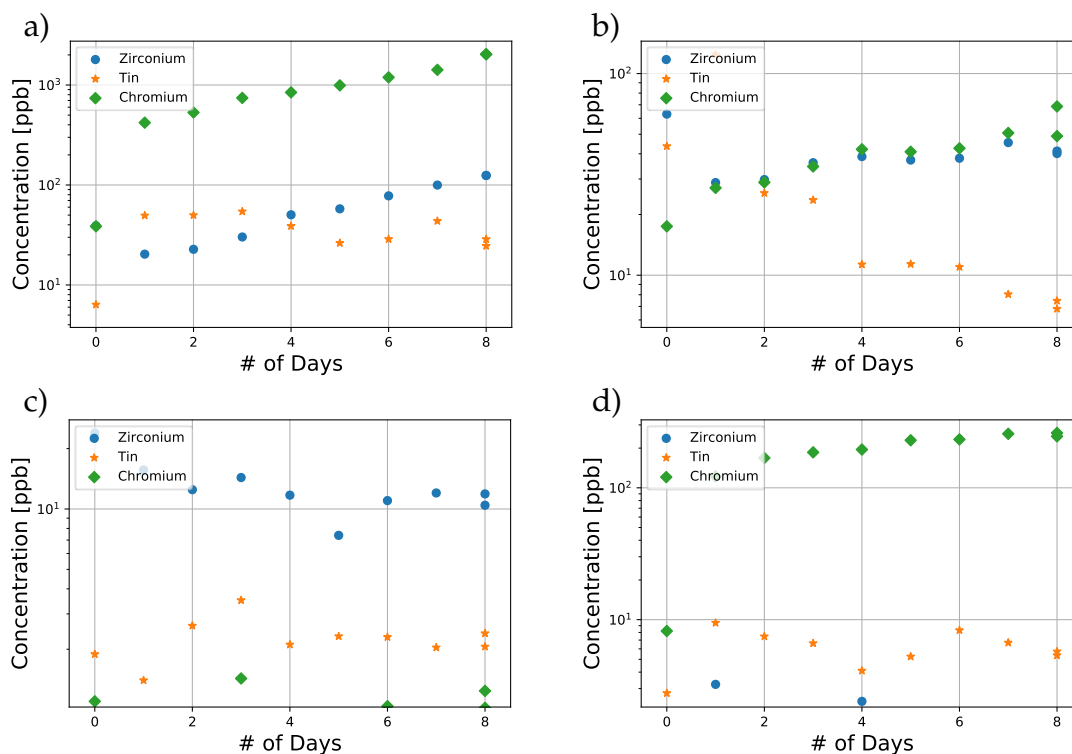 a)
Concentration [ppb]
10³
10²
10¹
Zirconium
Tin
Chromium
0 2 4 6 8
# of Days
b)
Concentration [ppb]
10²
10¹
Zirconium
Tin
Chromium
0 2 4 6 8
# of Days
c)
Concentration [ppb]
10¹
Zirconium
Tin
Chromium
0 2 4 6 8
# of Days
d)
Concentration [ppb]
10²
10¹
Zirconium
Tin
Chromium
0 2 4 6 8
# of Days